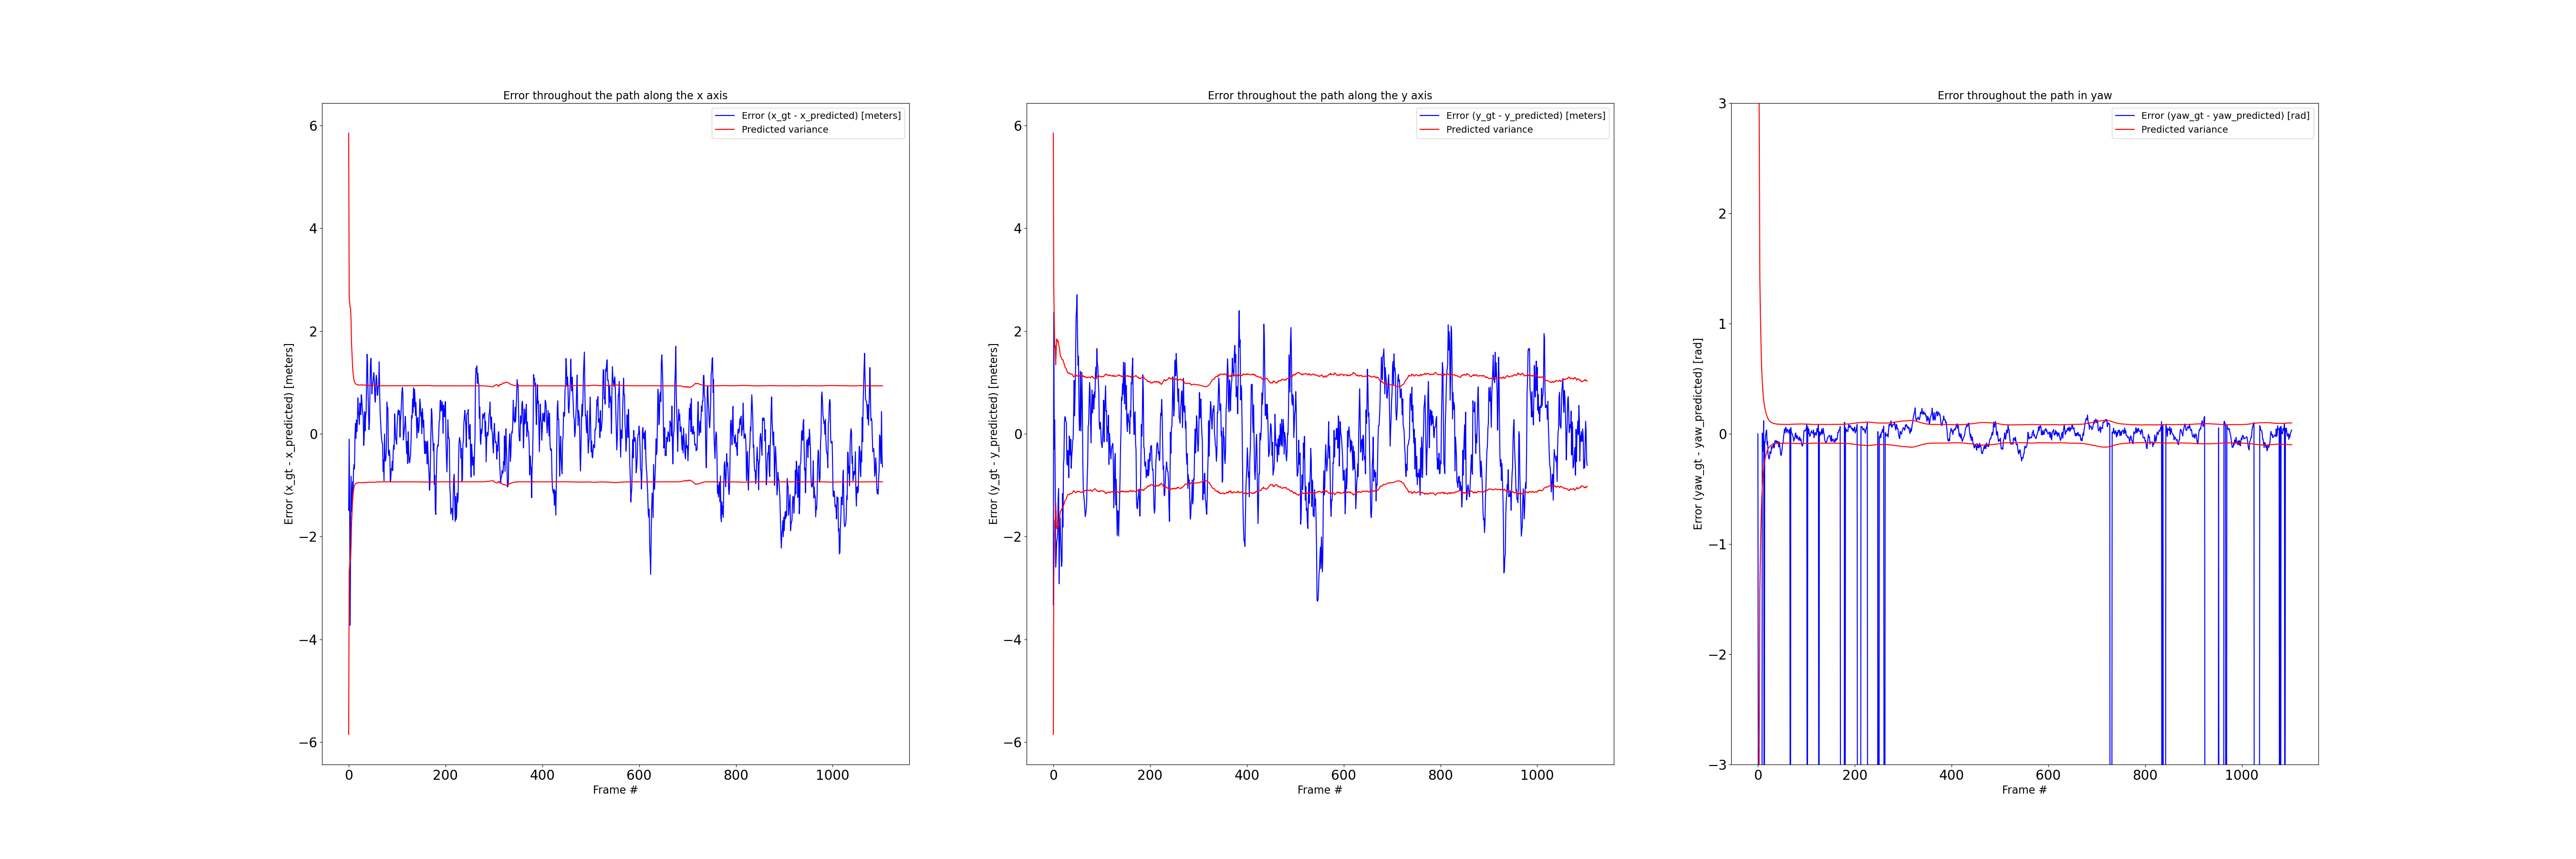 Error throughout the path along the x axis
Error (x_gt - x_predicted) [meters]
Predicted variance
6
4
2
0
−2
−4
−6
Error (x_gt - x_predicted) [meters]
0 200 400 600 800 1000
Frame #
Error throughout the path along the y axis
Error (y_gt - y_predicted) [meters]
Predicted variance
6
4
2
0
−2
−4
−6
Error (y_gt - y_predicted) [meters]
0 200 400 600 800 1000
Frame #
Error throughout the path in yaw
Error (yaw_gt - yaw_predicted) [rad]
Predicted variance
3
2
1
0
−1
−2
−3
Error (yaw_gt - yaw_predicted) [rad]
0 200 400 600 800 1000
Frame #